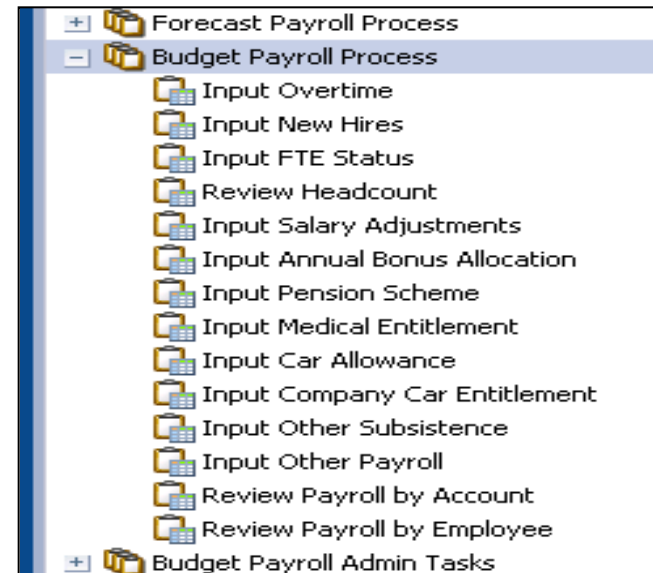 Forecast Payroll Process
Budget Payroll Process
Input Overtime
Input New Hires
Input FTE Status
Review Headcount
Input Salary Adjustments
Input Annual Bonus Allocation
Input Pension Scheme
Input Medical Entitlement
Input Car Allowance
Input Company Car Entitlement
Input Other Subsistence
Input Other Payroll
Review Payroll by Account
Review Payroll by Employee
Budget Payroll Admin Tasks